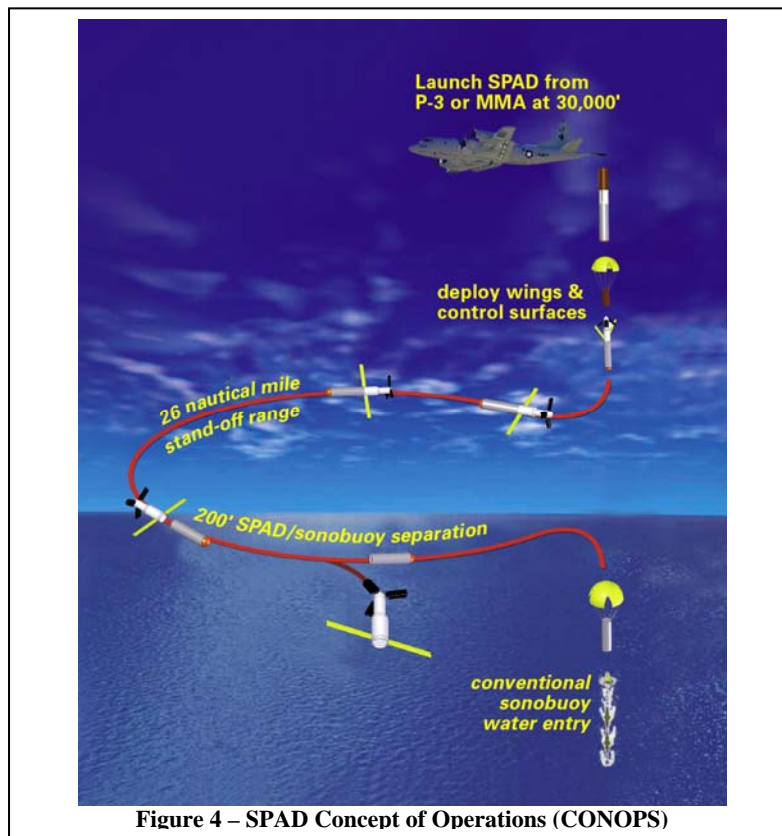 Launch SPAD from
P-3 or MMA at 30,000'
deploy wings &
control surfaces
26 nautical mile
stand-off range
200' SPAD/sonobuoy separation
conventional
sonobuoy
water entry
Figure 4 – SPAD Concept of Operations (CONOPS)